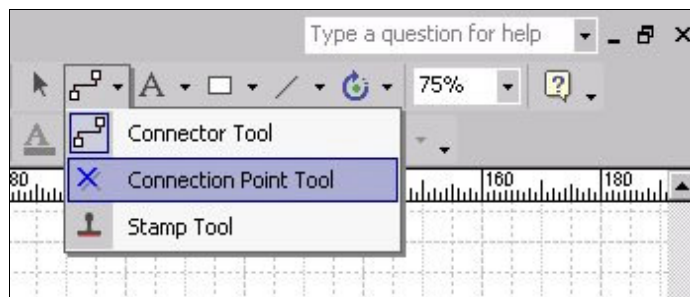 Type a question for help
A 75% ?
A Connector Tool
80 Connection Point Tool 160 180
Stamp Tool